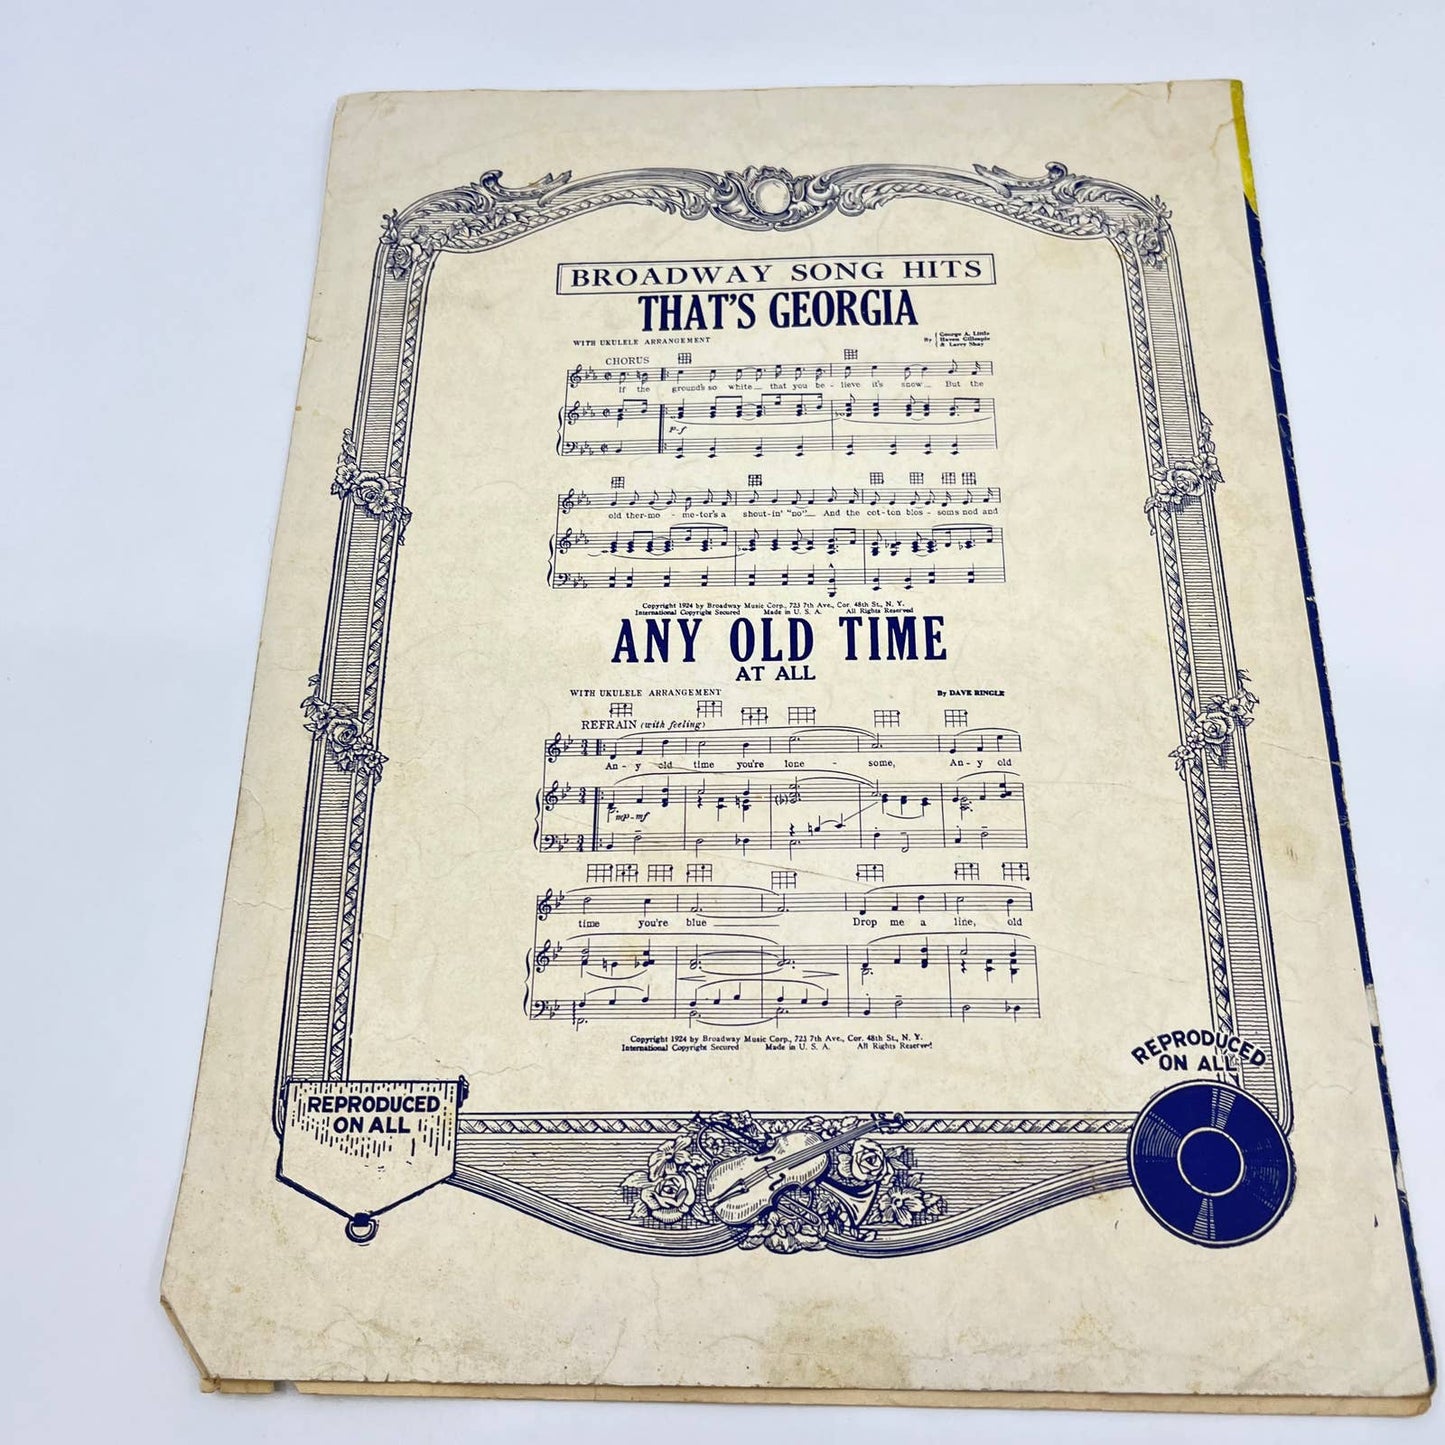 BROADWAY SONG HITS
THAT'S GEORGIA
WITH UKULELE ARRANGEMENT
By George A. Little
Haven Gillespie
& Larry Shay
CHORUS
If the ground's so white that you be - lieve it's snow But the
p-f
old ther-mo - me-tor's a shout-in' "no" And the cot-ton blos - soms nod and
Copyright 1924 by Broadway Music Corp., 723 7th Ave., Cor. 48th St., N. Y.
International Copyright Secured Made in U. S. A. All Rights Reserved
ANY OLD TIME
AT ALL
WITH UKULELE ARRANGEMENT
By DAVE RINGLE
REFRAIN (with feeling)
An - y old time you're lone - some, An - y old
mp-mf
time you're blue Drop me a line, old
Copyright 1924 by Broadway Music Corp., 723 7th Ave., Cor. 48th St., N. Y.
International Copyright Secured Made in U. S. A. All Rights Reserved
REPRODUCED
ON ALL
REPRODUCED
ON ALL